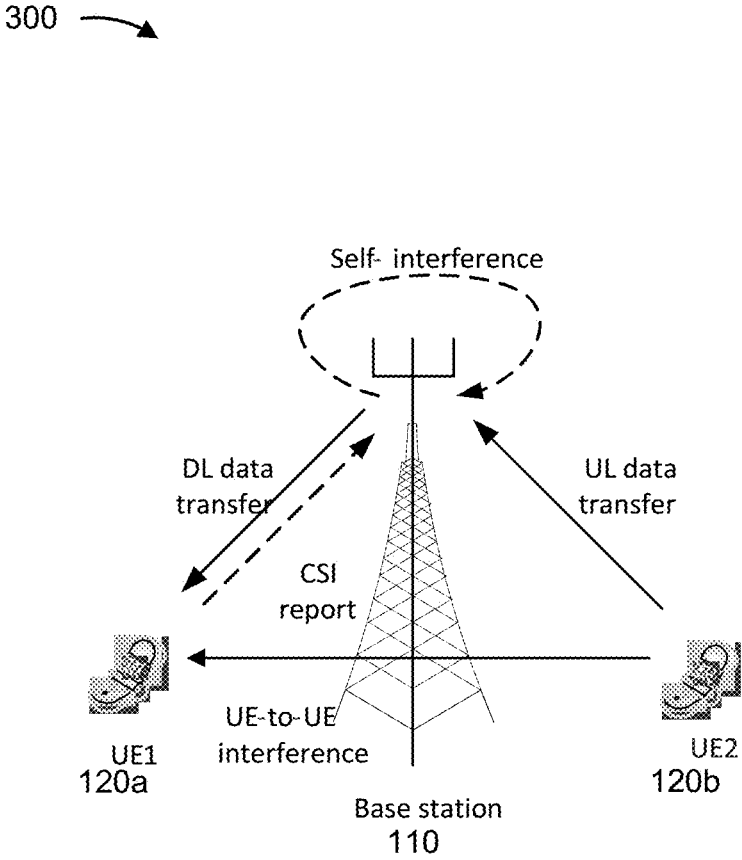 300
Self- interference
DL data
transfer
UL data
transfer
CSI
report
UE-to-UE
interference
UE1
120a
UE2
120b
Base station
110